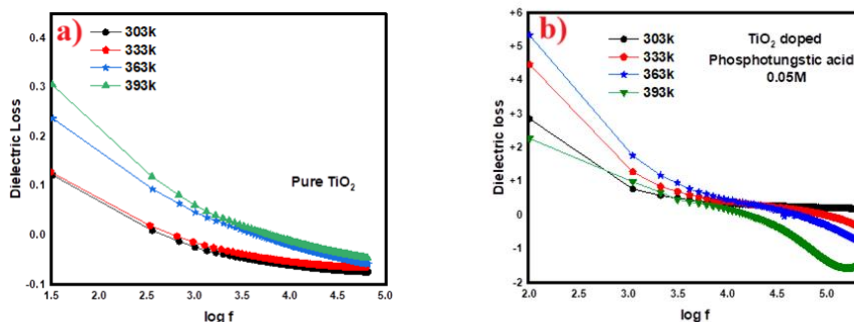 a)
303k
333k
363k
393k
Pure TiO₂
Dielectric Loss
0.4
0.3
0.2
0.1
0.0
-0.1
1.5
2.0
2.5
3.0
3.5
4.0
4.5
5.0
log f
b)
303k
333k
363k
393k
TiO₂ doped
Phosphotungstic acid
0.05M
Dielectric loss
+6
+5
+4
+3
+2
+1
0
-1
-2
2.0
2.5
3.0
3.5
4.0
4.5
5.0
log f